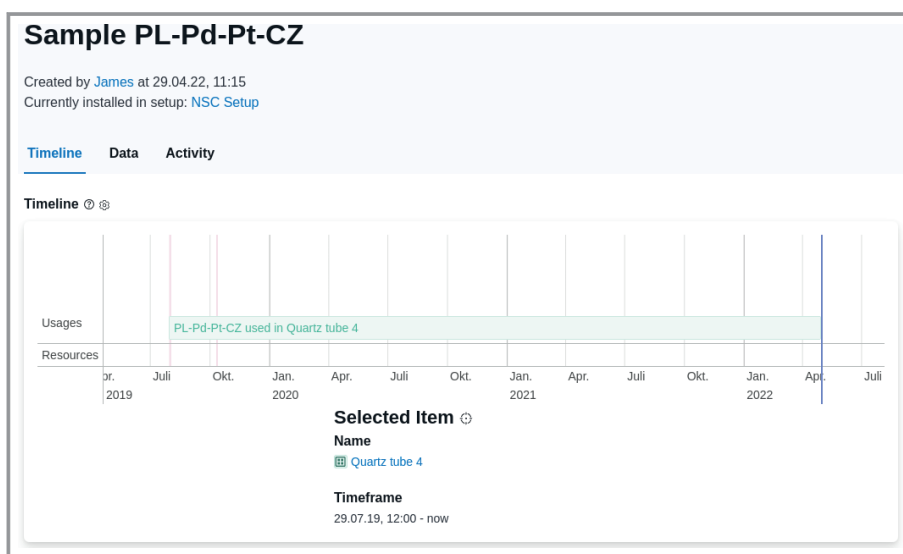 Sample PL-Pd-Pt-CZ
Created by James at 29.04.22, 11:15
Currently installed in setup: NSC Setup
Timeline Data Activity
Timeline
Usages
PL-Pd-Pt-CZ used in Quartz tube 4
Resources
pr. Juli Okt. Jan. Apr. Juli Okt. Jan. Apr. Juli Okt. Jan. Apr. Juli
2019 2020 2021 2022
Selected Item
Name
Quartz tube 4
Timeframe
29.07.19, 12:00 - now